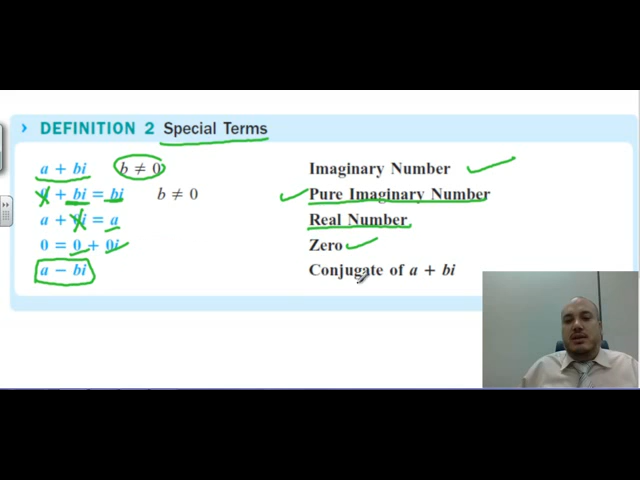 › DEFINITION 2 Special Terms
a + bi b ≠ 0 Imaginary Number
0 + bi = bi b ≠ 0 Pure Imaginary Number
a + 0i = a Real Number
0 = 0 + 0i Zero
a − bi Conjugate of a + bi